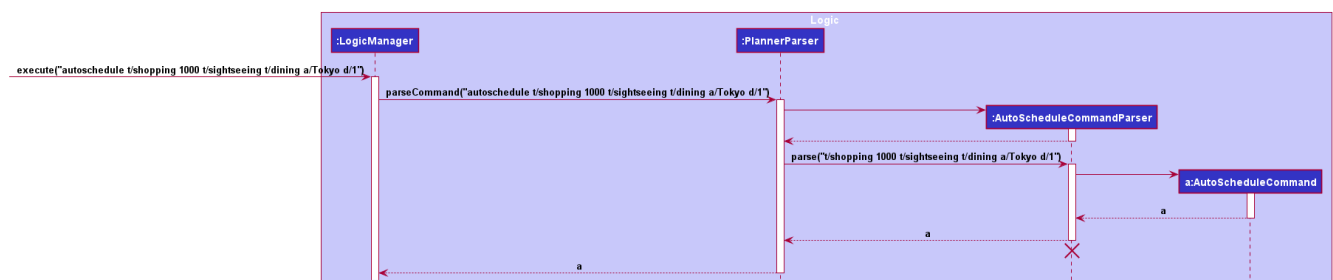 Logic
:LogicManager
:PlannerParser
execute("autoschedule t/shopping 1000 t/sightseeing t/dining a/Tokyo d/1")
parseCommand("autoschedule t/shopping 1000 t/sightseeing t/dining a/Tokyo d/1")
:AutoScheduleCommandParser
parse("t/shopping 1000 t/sightseeing t/dining a/Tokyo d/1")
a:AutoScheduleCommand
a
a
a